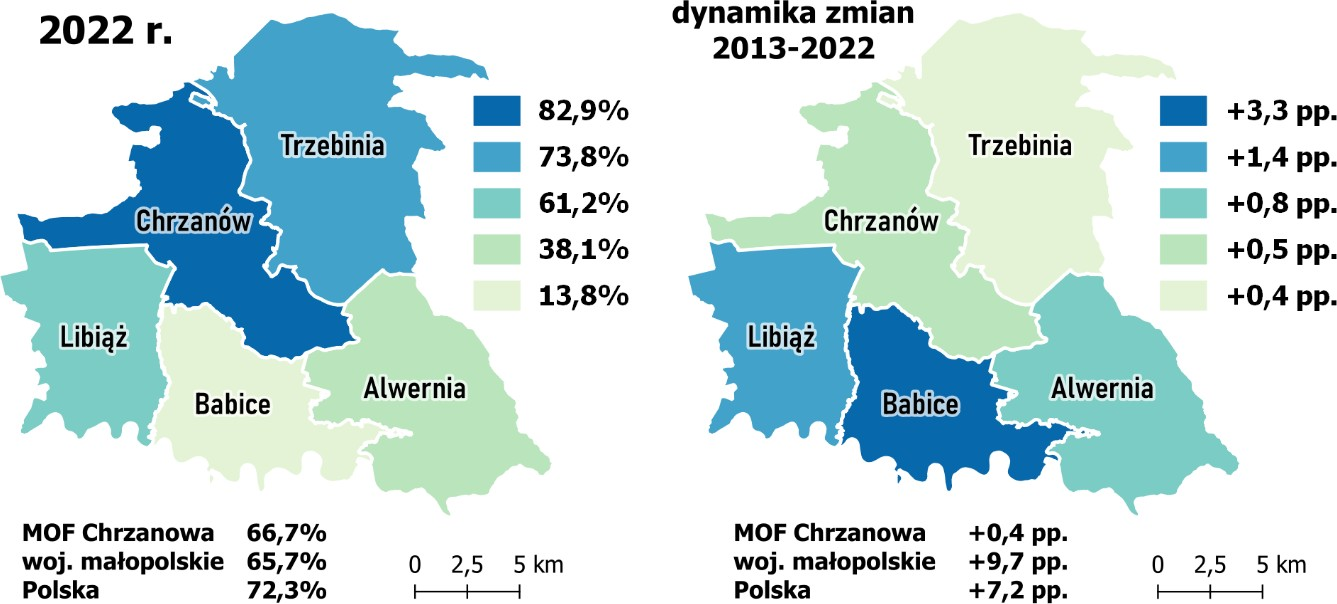 2022 r.
82,9%
73,8%
61,2%
38,1%
13,8%
Trzebinia
Chrzanów
Libiąż
Babice
Alwernia
MOF Chrzanowa 66,7%
woj. małopolskie 65,7%
Polska 72,3%
0 2,5 5 km
dynamika zmian
2013-2022
+3,3 pp.
+1,4 pp.
+0,8 pp.
+0,5 pp.
+0,4 pp.
Trzebinia
Chrzanów
Libiąż
Babice
Alwernia
MOF Chrzanowa +0,4 pp.
woj. małopolskie +9,7 pp.
Polska +7,2 pp.
0 2,5 5 km